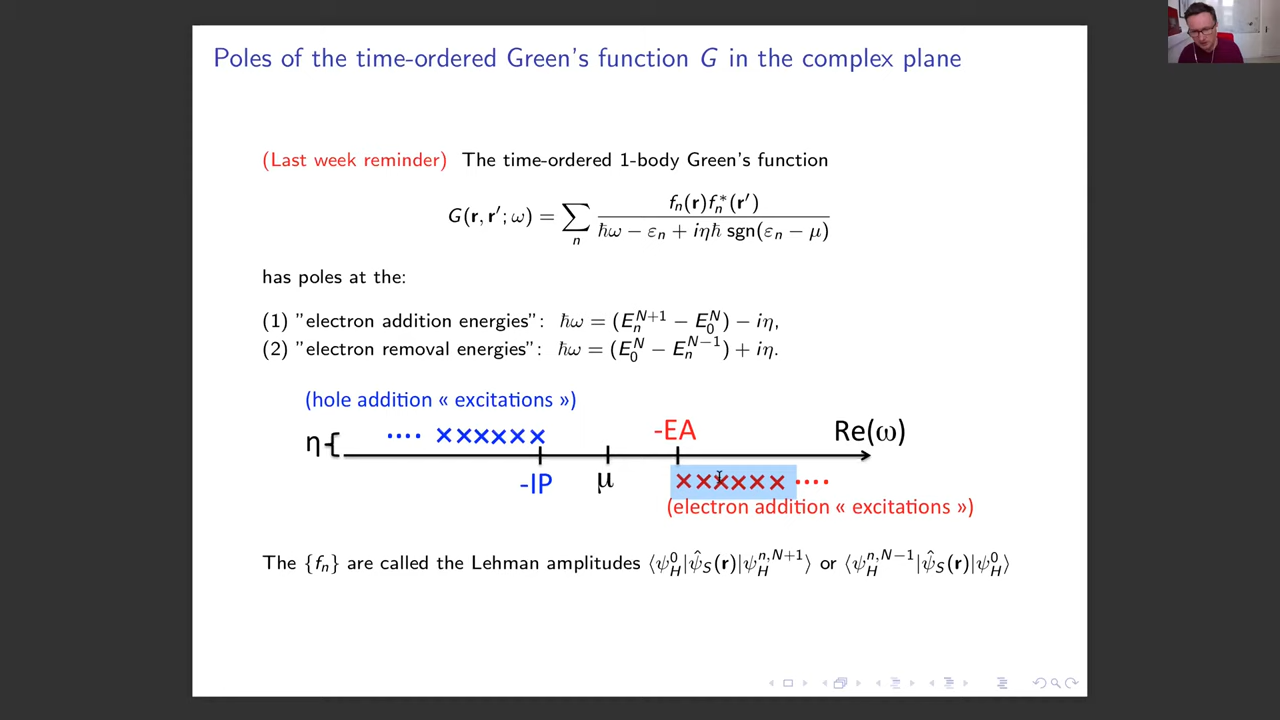 Poles of the time-ordered Green's function G in the complex plane
(Last week reminder) The time-ordered 1-body Green's function
G(r, r′; ω) = ∑_n f_n(r)f_n^*(r′) / (ħω − ε_n + iηħ sgn(ε_n − μ))
has poles at the:
(1) "electron addition energies": ħω = (E_n^{N+1} − E_0^N) − iη,
(2) "electron removal energies": ħω = (E_0^N − E_n^{N−1}) + iη.
(hole addition « excitations »)
-EA
Re(ω)
η{ .... ××××××
-IP
μ
×××××× ....
(electron addition « excitations »)
The {f_n} are called the Lehman amplitudes ⟨ψ_H^0|ψ̂_S(r)|ψ_H^{n,N+1}⟩ or ⟨ψ_H^{n,N−1}|ψ̂_S(r)|ψ_H^0⟩